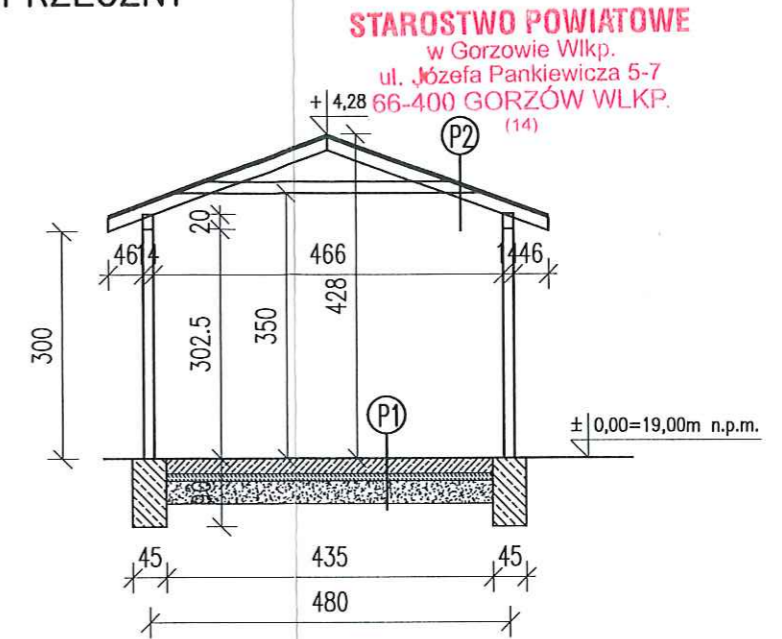 STAROSTWO POWIATOWE
w Gorzowie Wlkp.
ul. Józefa Pankiewicza 5-7
66-400 GORZÓW WLKP.
(14)
+ 4,28
P2
20
46 14 466 14 46
300
302.5
350
428
P1
± 0,00=19,00m n.p.m.
45 435 45
480